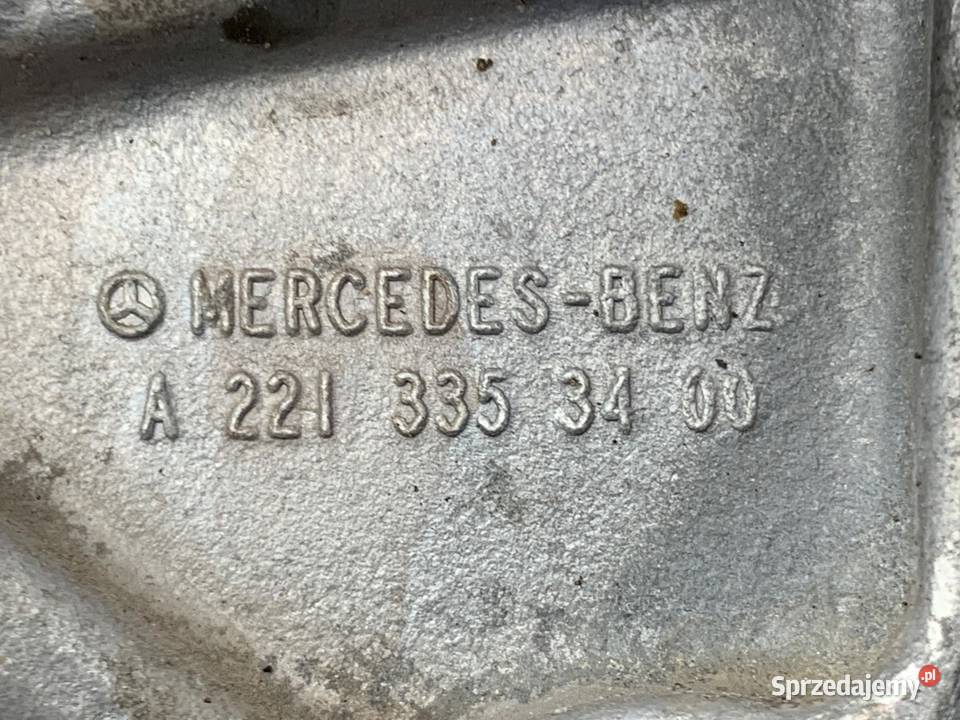 MERCEDES-BENZ
A 221 335 34 00
Sprzedajemy.pl